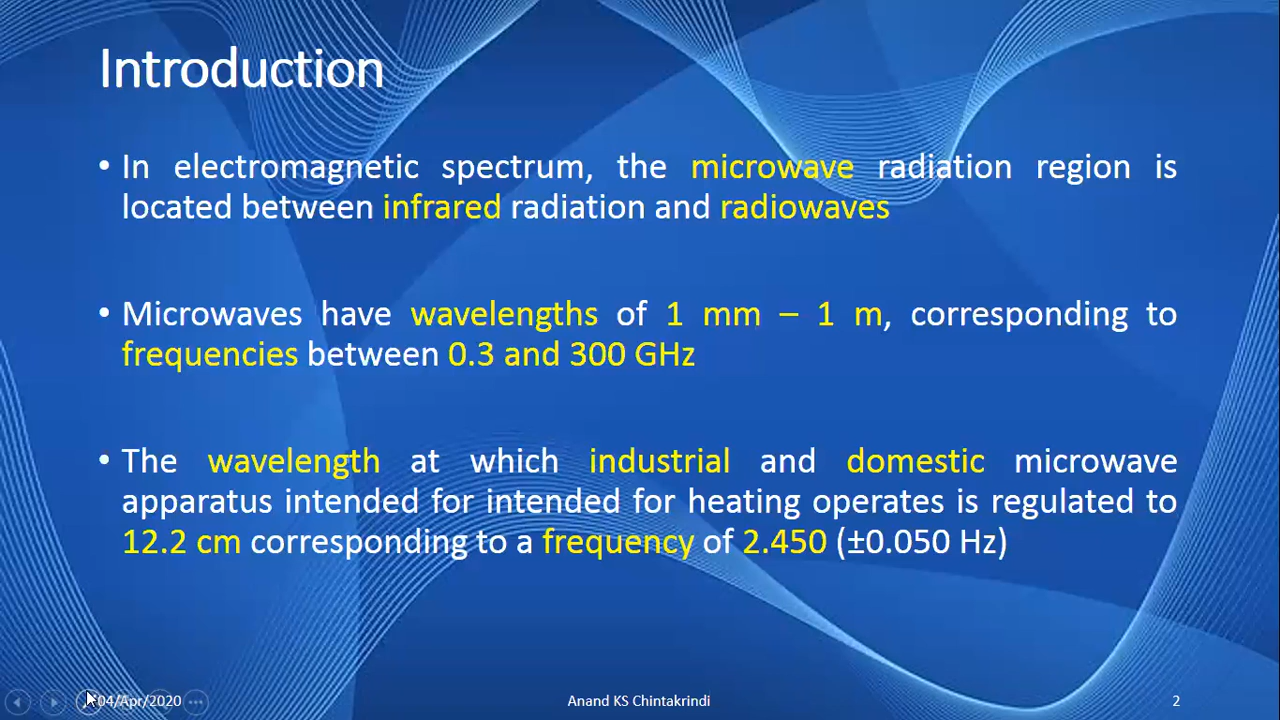 Introduction
• In electromagnetic spectrum, the microwave radiation region is
located between infrared radiation and radiowaves
• Microwaves have wavelengths of 1 mm – 1 m, corresponding to
frequencies between 0.3 and 300 GHz
• The wavelength at which industrial and domestic microwave
apparatus intended for intended for heating operates is regulated to
12.2 cm corresponding to a frequency of 2.450 (±0.050 Hz)
04/Apr/2020
Anand KS Chintakrindi
2